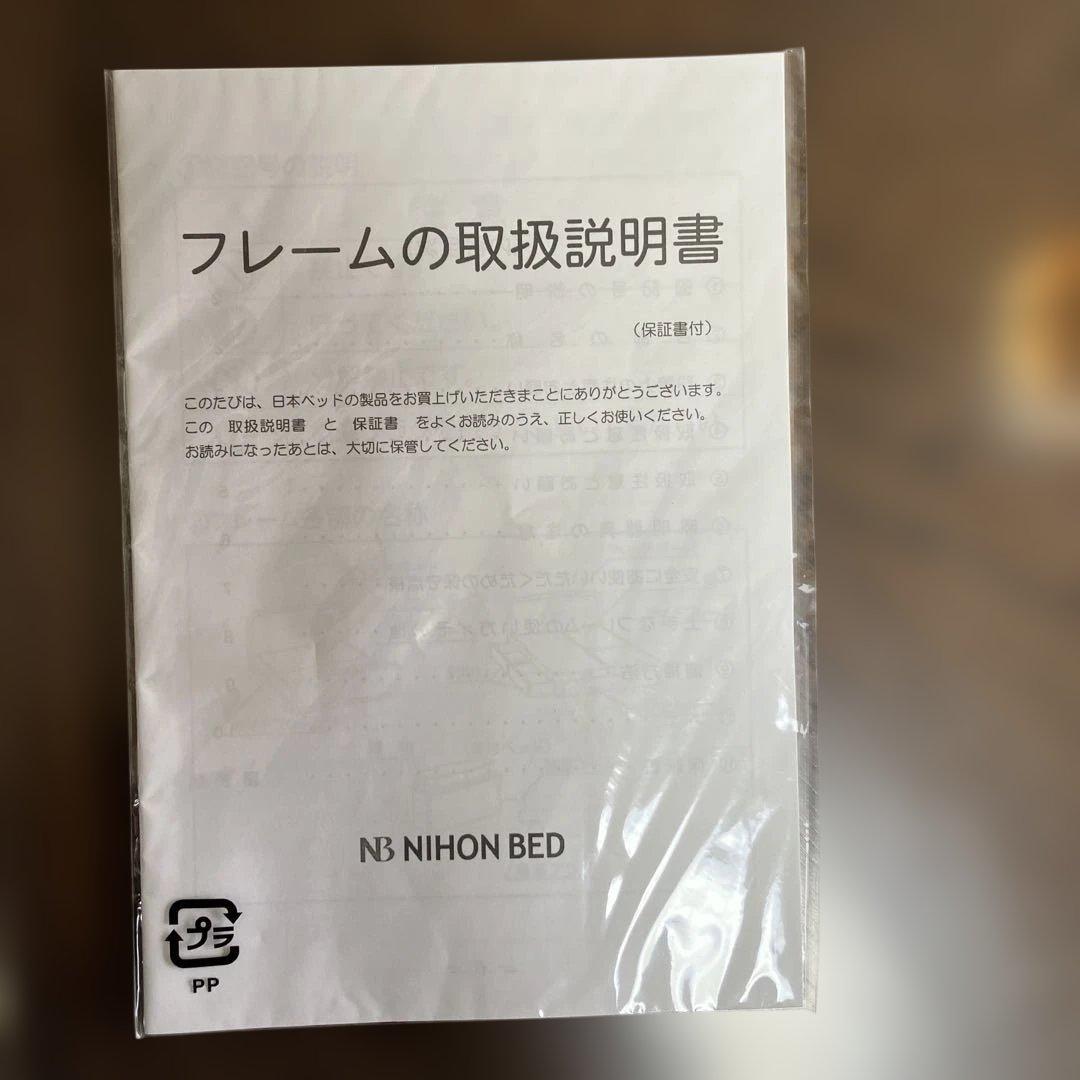 フレームの取扱説明書
（保証書付）
このたびは、日本ベッドの製品をお買上げいただきまことにありがとうございます。
この　取扱説明書　と　保証書　をよくお読みのうえ、正しくお使いください。
お読みになったあとは、大切に保管してください。
NB NIHON BED
プラ
PP